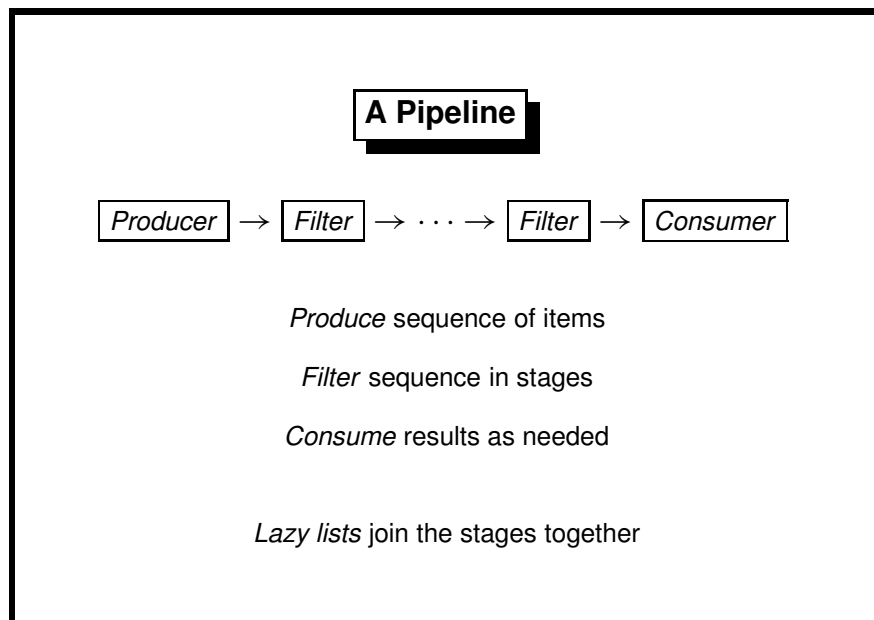 A Pipeline
Producer → Filter → · · · → Filter → Consumer
Produce sequence of items
Filter sequence in stages
Consume results as needed
Lazy lists join the stages together